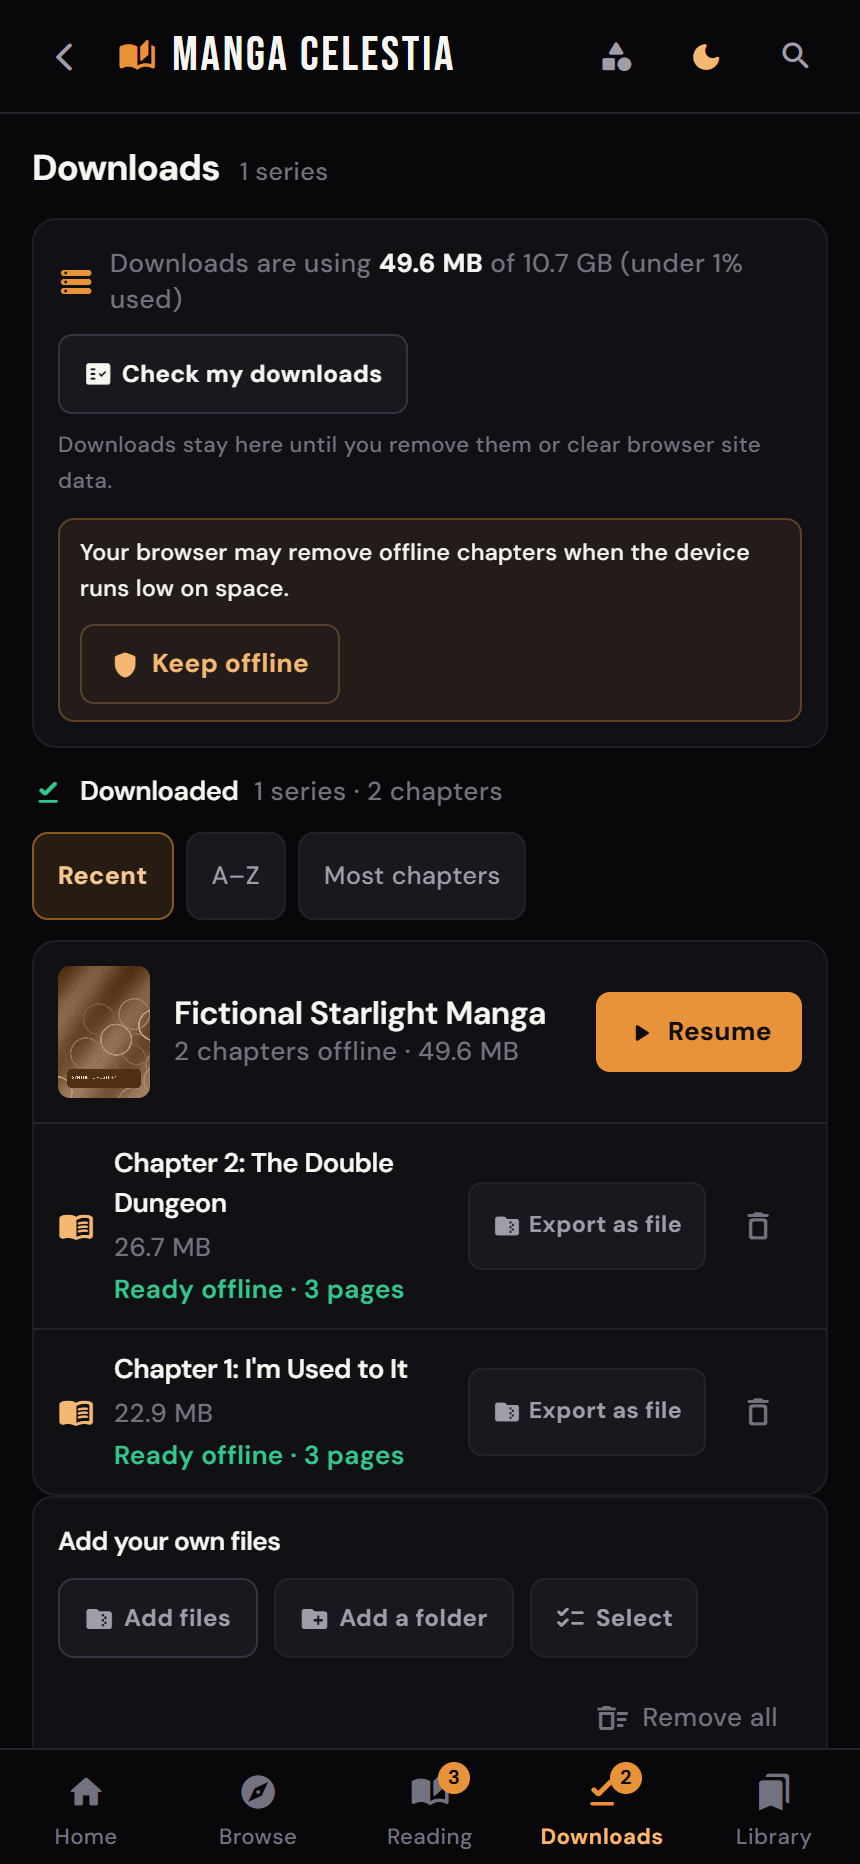 MANGA CELESTIA
Downloads 1 series
Downloads are using 49.6 MB of 10.7 GB (under 1%
used)
Check my downloads
Downloads stay here until you remove them or clear browser site
data.
Your browser may remove offline chapters when the device
runs low on space.
Keep offline
Downloaded 1 series · 2 chapters
Recent A–Z Most chapters
Fictional Starlight Manga
2 chapters offline · 49.6 MB
Resume
Chapter 2: The Double
Dungeon
26.7 MB
Ready offline · 3 pages
Export as file
Chapter 1: I'm Used to It
22.9 MB
Ready offline · 3 pages
Export as file
Add your own files
Add files Add a folder Select
Remove all
3 2
Home Browse Reading Downloads Library